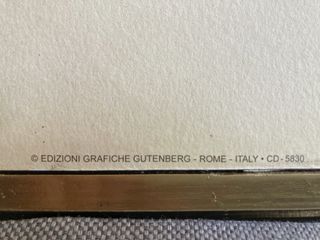 © EDIZIONI GRAFICHE GUTENBERG - ROME - ITALY • CD - 5830